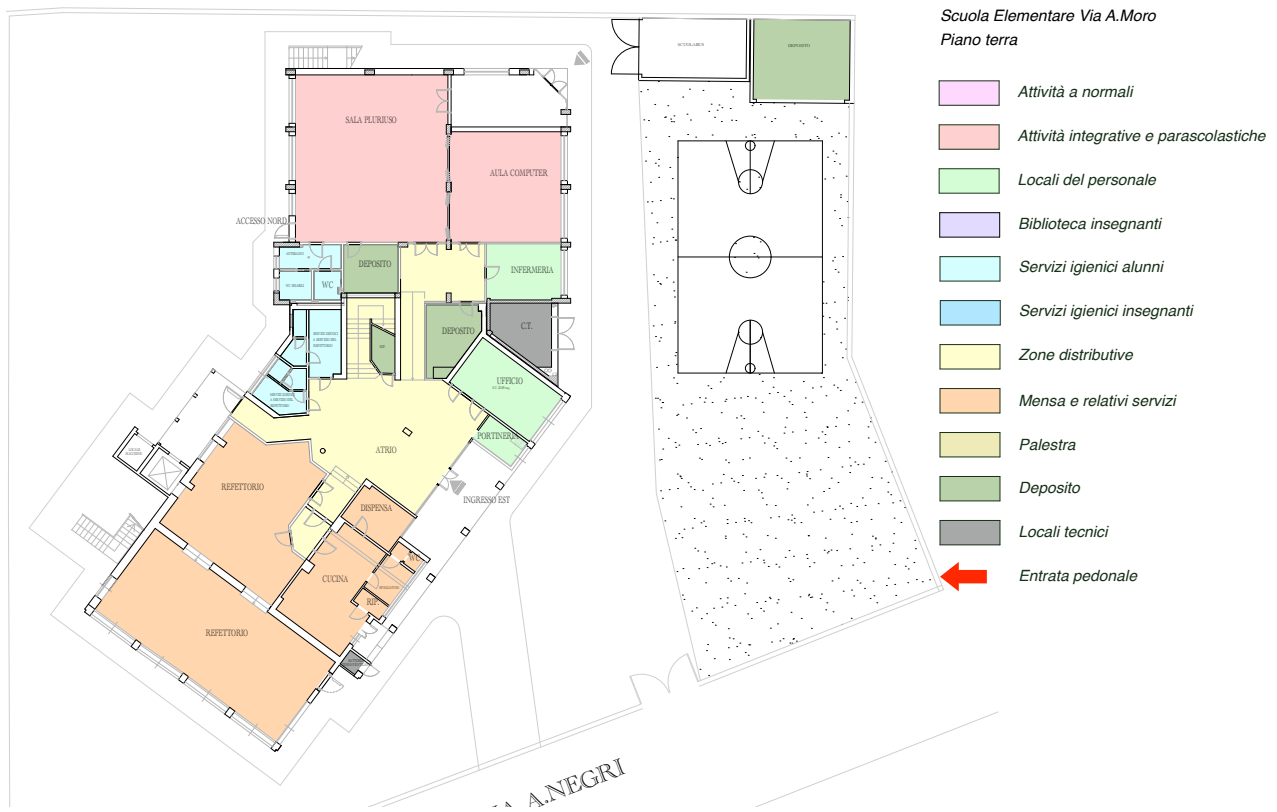 Scuola Elementare Via A.Moro
Piano terra
Attività a normali
Attività integrative e parascolastiche
Locali del personale
Biblioteca insegnanti
Servizi igienici alunni
Servizi igienici insegnanti
Zone distributive
Mensa e relativi servizi
Palestra
Deposito
Locali tecnici
Entrata pedonale
SCUOLABUS
DEPOSITO
SALA PLURIUSO
AULA COMPUTER
ACCESSO NORD
DEPOSITO
INFERMERIA
WC
DEPOSITO
C.T.
UFFICIO
PORTINERIA
ATRIO
REFETTORIO
INGRESSO EST
DISPENSA
WC
CUCINA
RIP.
REFETTORIO
VIA A.NEGRI